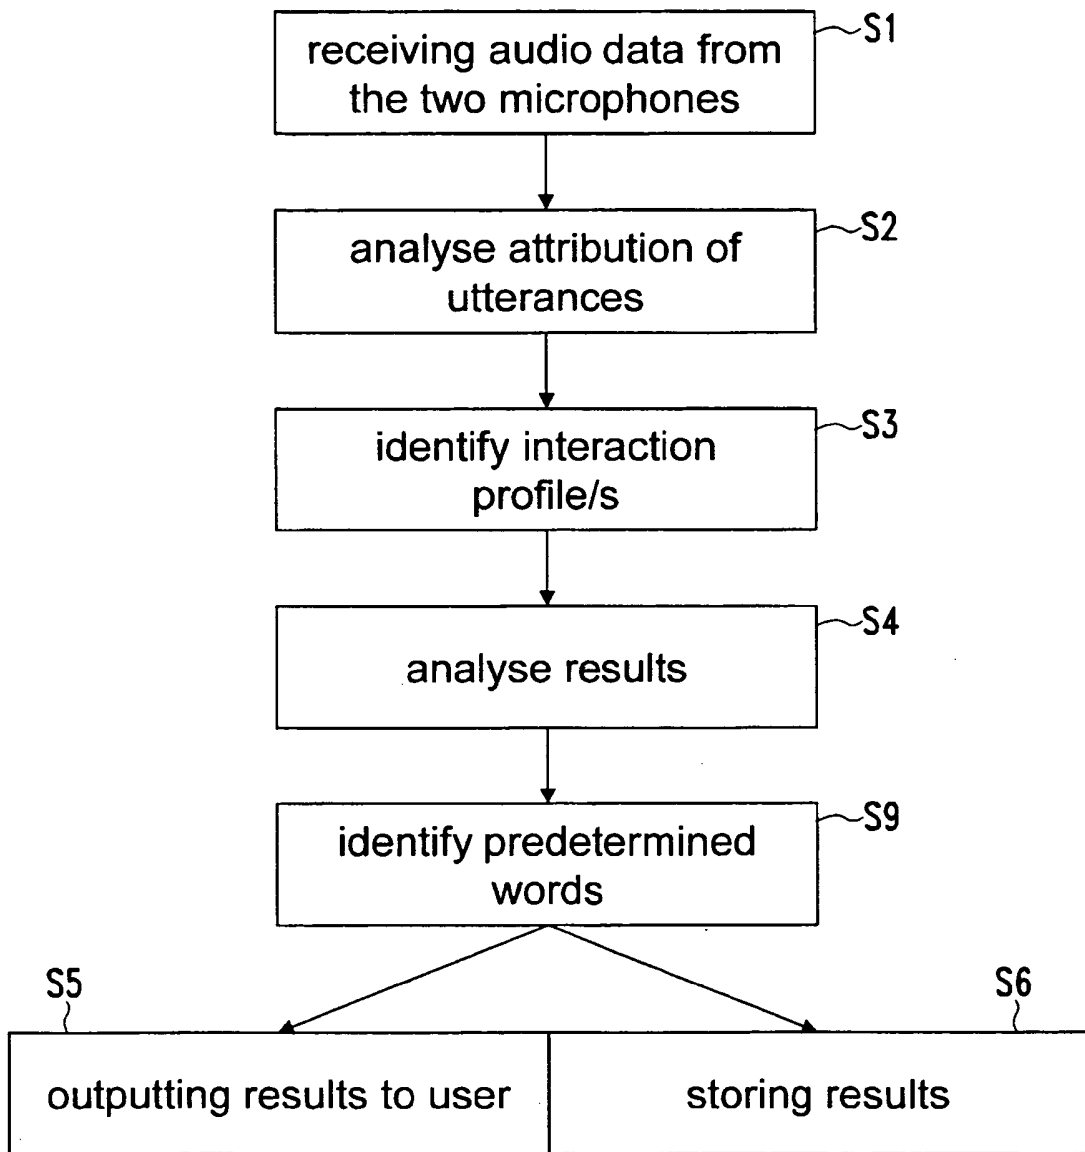 receiving audio data from
the two microphones
S1
analyse attribution of
utterances
S2
identify interaction
profile/s
S3
analyse results
S4
identify predetermined
words
S9
S5
outputting results to user
S6
storing results